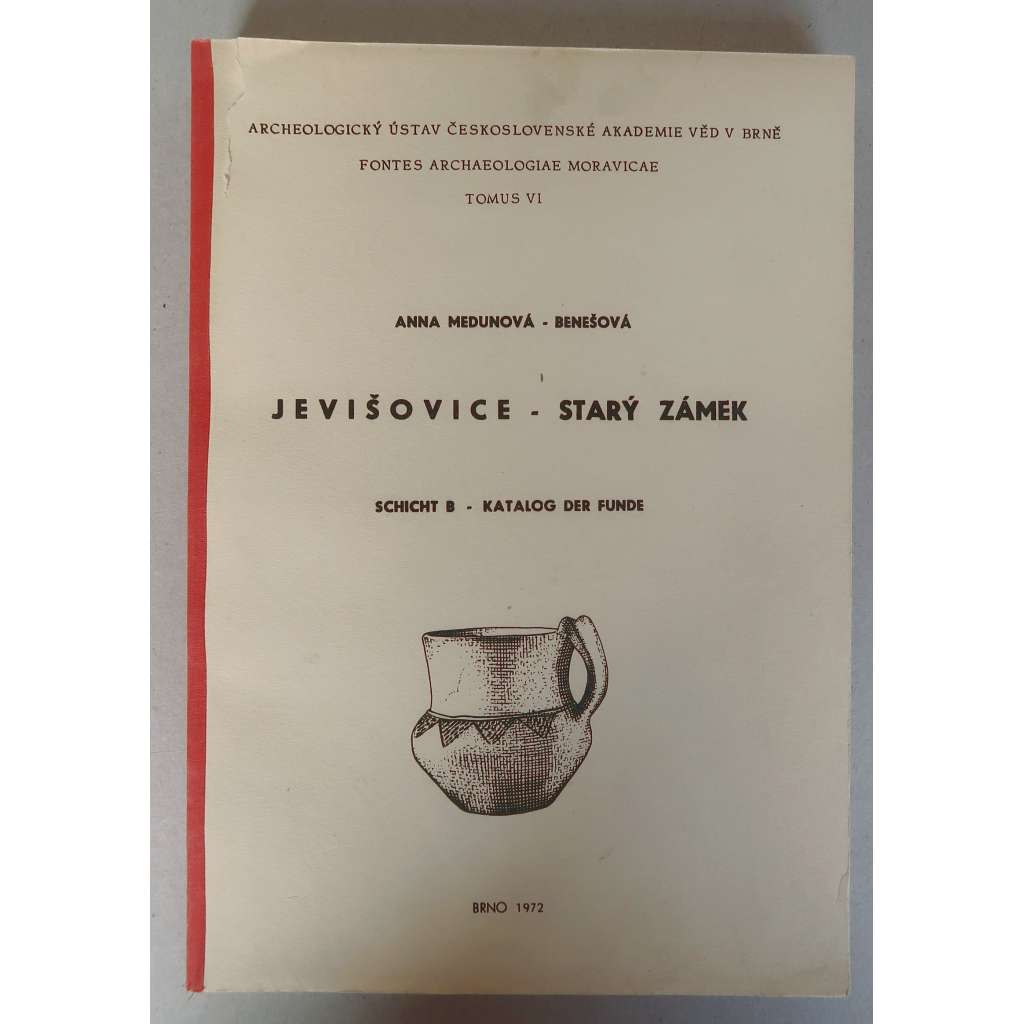 ARCHEOLOGICKÝ ÚSTAV ČESKOSLOVENSKÉ AKADEMIE VĚD V BRNĚ
FONTES ARCHAEOLOGIAE MORAVICAE
TOMUS VI
ANNA MEDUNOVÁ - BENEŠOVÁ
JEVIŠOVICE - STARÝ ZÁMEK
SCHICHT B - KATALOG DER FUNDE
BRNO 1972